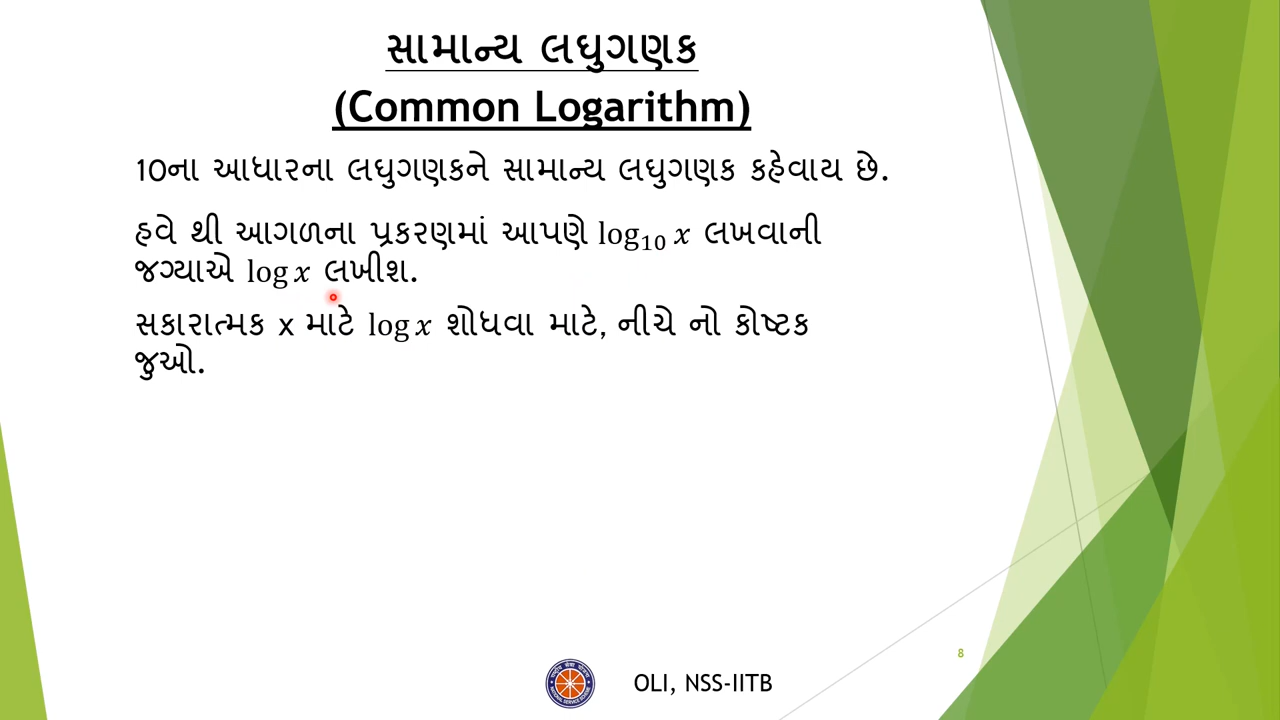 સામાન્ય લઘુગણક
(Common Logarithm)
10ના આધારના લઘુગણકને સામાન્ય લઘુગણક કહેવાય છે.
હવે થી આગળના પ્રકરણમાં આપણે log₁₀ x લખવાની
જગ્યાએ log x લખીશ.
સકારાત્મક x માટે log x શોધવા માટે, નીચે નો કોષ્ટક
જુઓ.
8
OLI, NSS-IITB